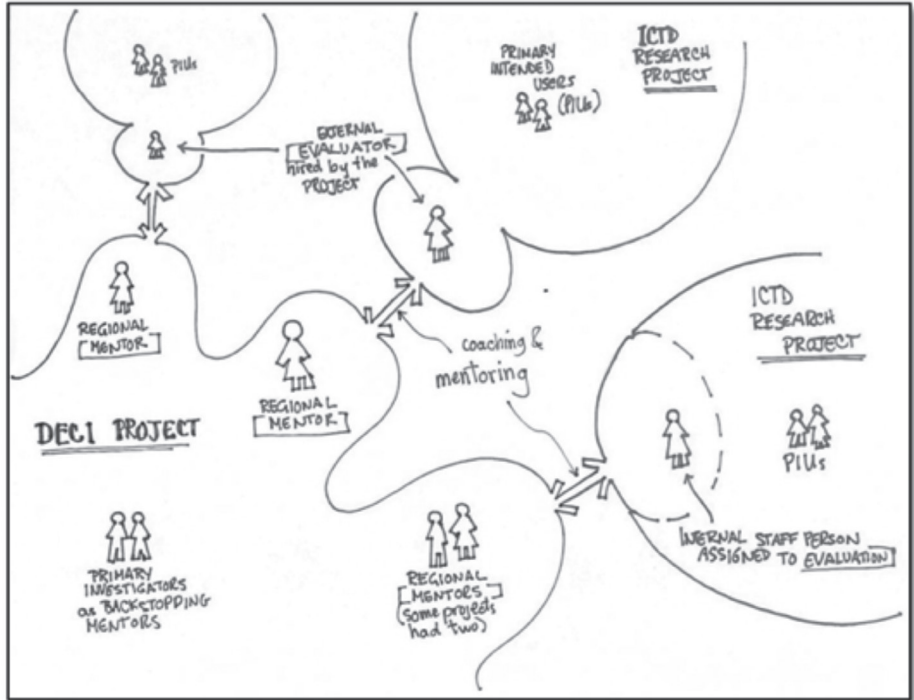 PIUs
PRIMARY
INTENDED
USERS
(PIUs)
ICTD
RESEARCH
PROJECT
EXTERNAL
EVALUATOR
hired by the
PROJECT
REGIONAL
MENTOR
REGIONAL
MENTOR
coaching &
mentoring
ICTD
RESEARCH
PROJECT
PIUs
INTERNAL STAFF PERSON
ASSIGNED TO EVALUATION
DECI PROJECT
PRIMARY
INVESTIGATORS
as BACKSTOPPING
MENTORS
REGIONAL
MENTORS
(some projects
had two)